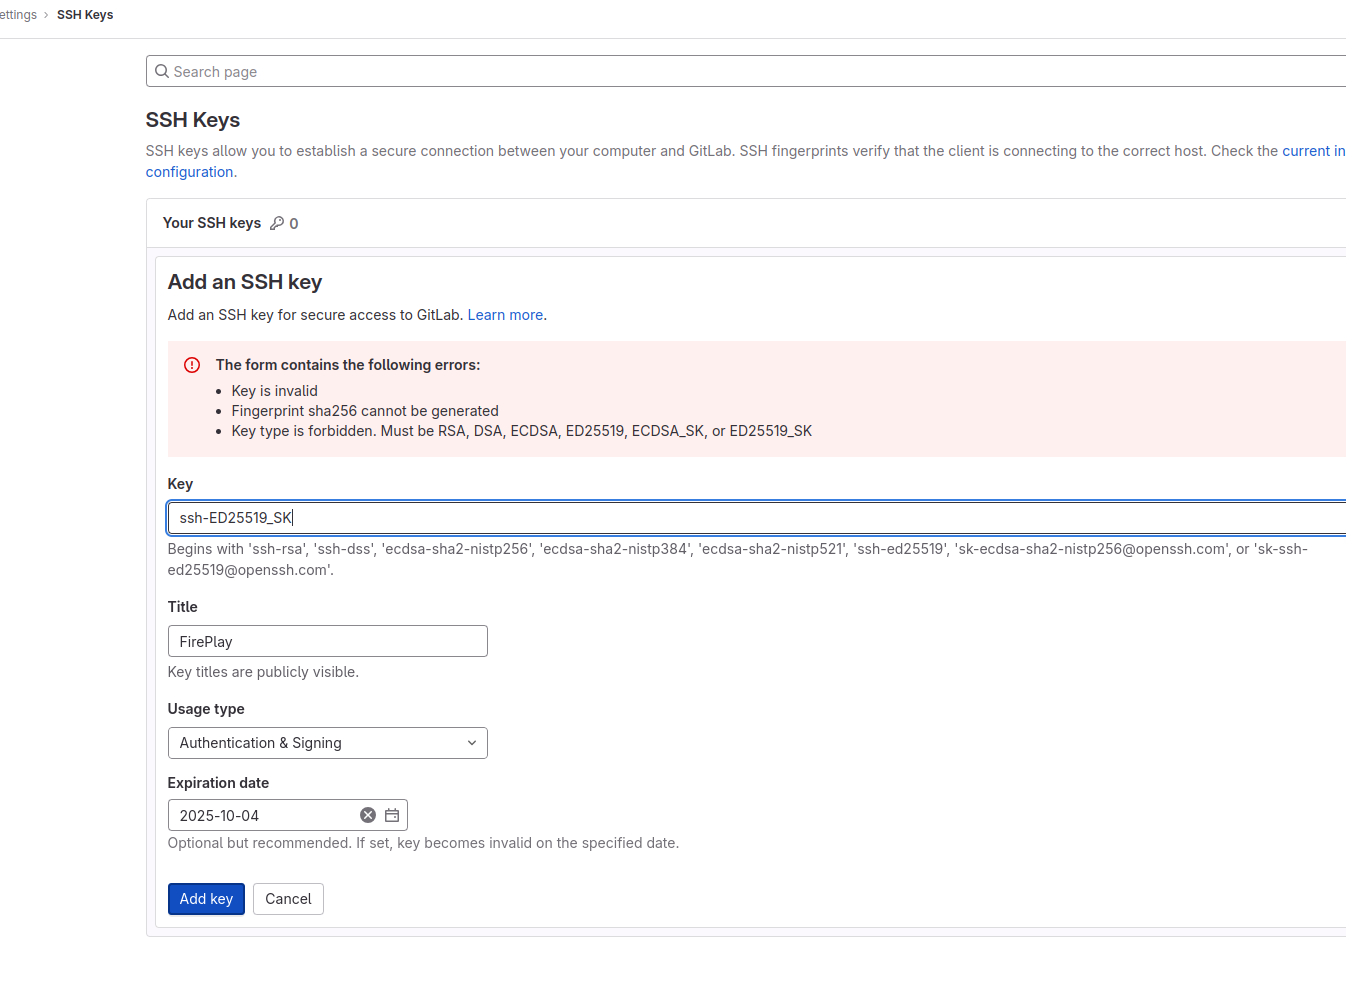 ettings › SSH Keys
Search page
SSH Keys
SSH keys allow you to establish a secure connection between your computer and GitLab. SSH fingerprints verify that the client is connecting to the correct host. Check the current in
configuration.
Your SSH keys 0
Add an SSH key
Add an SSH key for secure access to GitLab. Learn more.
The form contains the following errors:
• Key is invalid
• Fingerprint sha256 cannot be generated
• Key type is forbidden. Must be RSA, DSA, ECDSA, ED25519, ECDSA_SK, or ED25519_SK
Key
ssh-ED25519_SK
Begins with 'ssh-rsa', 'ssh-dss', 'ecdsa-sha2-nistp256', 'ecdsa-sha2-nistp384', 'ecdsa-sha2-nistp521', 'ssh-ed25519', 'sk-ecdsa-sha2-nistp256@openssh.com', or 'sk-ssh-
ed25519@openssh.com'.
Title
FirePlay
Key titles are publicly visible.
Usage type
Authentication & Signing
Expiration date
2025-10-04
Optional but recommended. If set, key becomes invalid on the specified date.
Add key Cancel